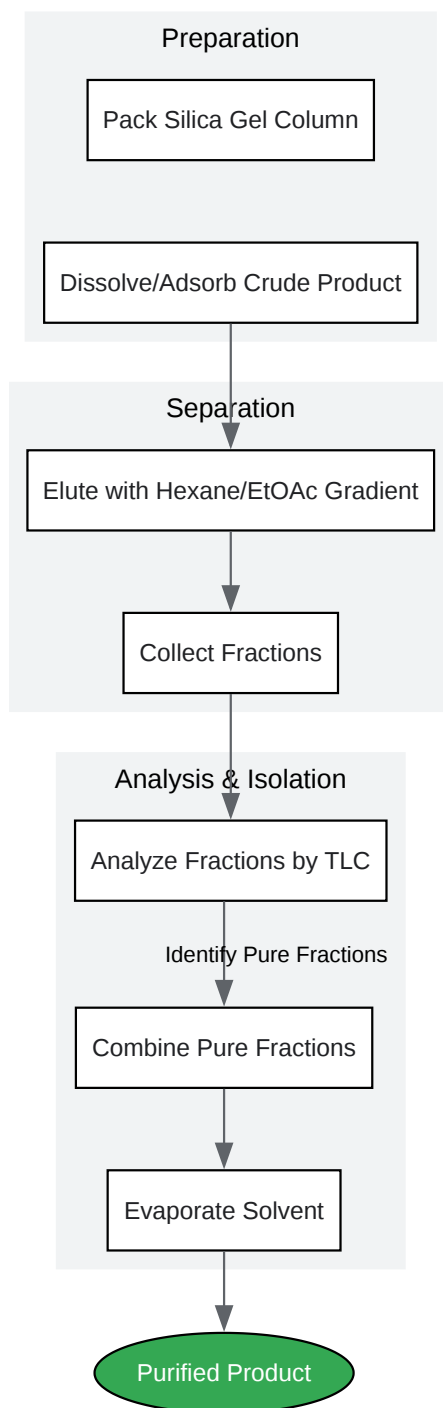 Preparation
Pack Silica Gel Column
Dissolve/Adsorb Crude Product
Separation
Elute with Hexane/EtOAc Gradient
Collect Fractions
Analysis & Isolation
Analyze Fractions by TLC
Identify Pure Fractions
Combine Pure Fractions
Evaporate Solvent
Purified Product